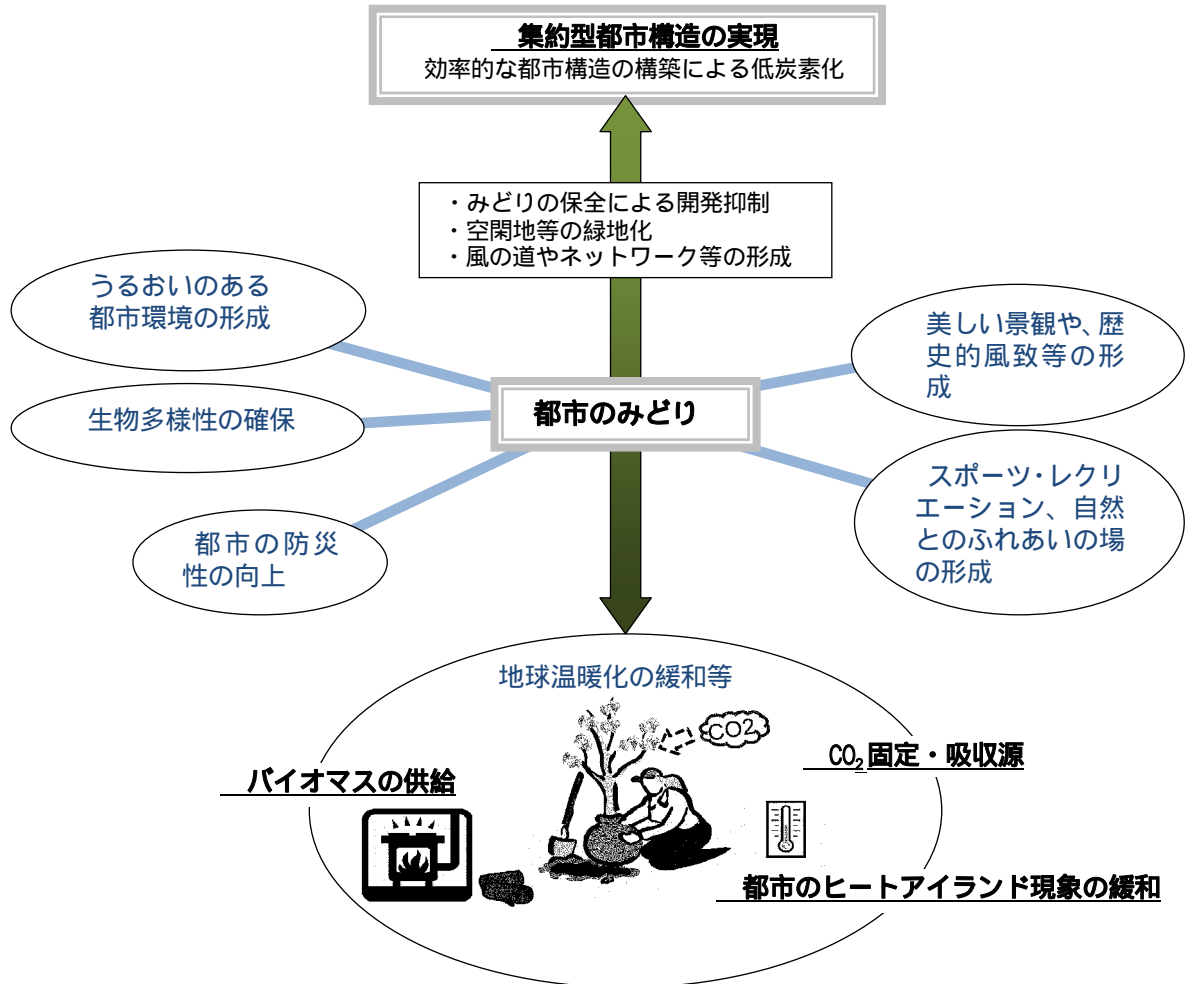 集約型都市構造の実現
効率的な都市構造の構築による低炭素化
・みどりの保全による開発抑制
・空閑地等の緑地化
・風の道やネットワーク等の形成
うるおいのある
都市環境の形成
美しい景観や、歴
史的風致等の形
成
生物多様性の確保
都市のみどり
スポーツ・レクリ
エーション、自然
とのふれあいの場
の形成
都市の防災
性の向上
地球温暖化の緩和等
CO2
CO₂固定・吸収源
バイオマスの供給
都市のヒートアイランド現象の緩和